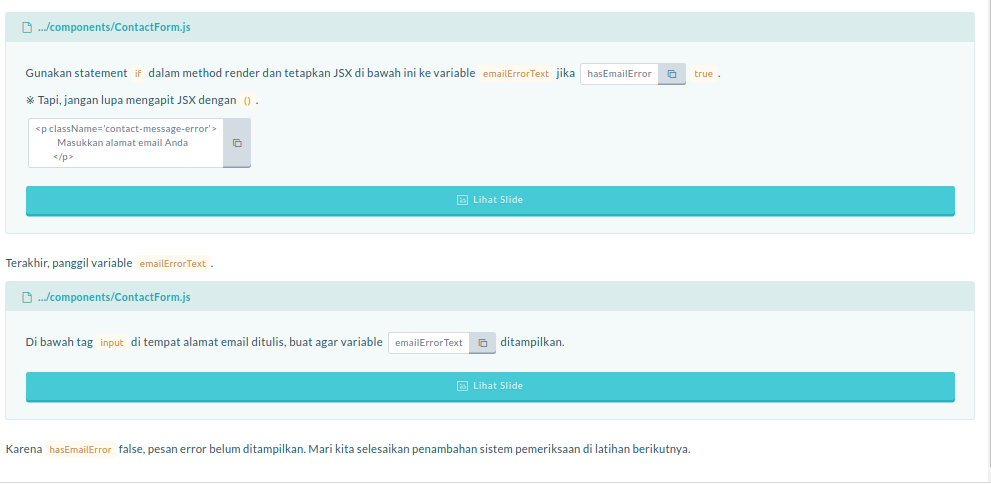 .../components/ContactForm.js
Gunakan statement if dalam method render dan tetapkan JSX di bawah ini ke variable emailErrorText jika hasEmailError true .
※ Tapi, jangan lupa mengapit JSX dengan () .
<p className='contact-message-error'>
Masukkan alamat email Anda
</p>
Lihat Slide
Terakhir, panggil variable emailErrorText .
.../components/ContactForm.js
Di bawah tag input di tempat alamat email ditulis, buat agar variable emailErrorText ditampilkan.
Lihat Slide
Karena hasEmailError false, pesan error belum ditampilkan. Mari kita selesaikan penambahan sistem pemeriksaan di latihan berikutnya.